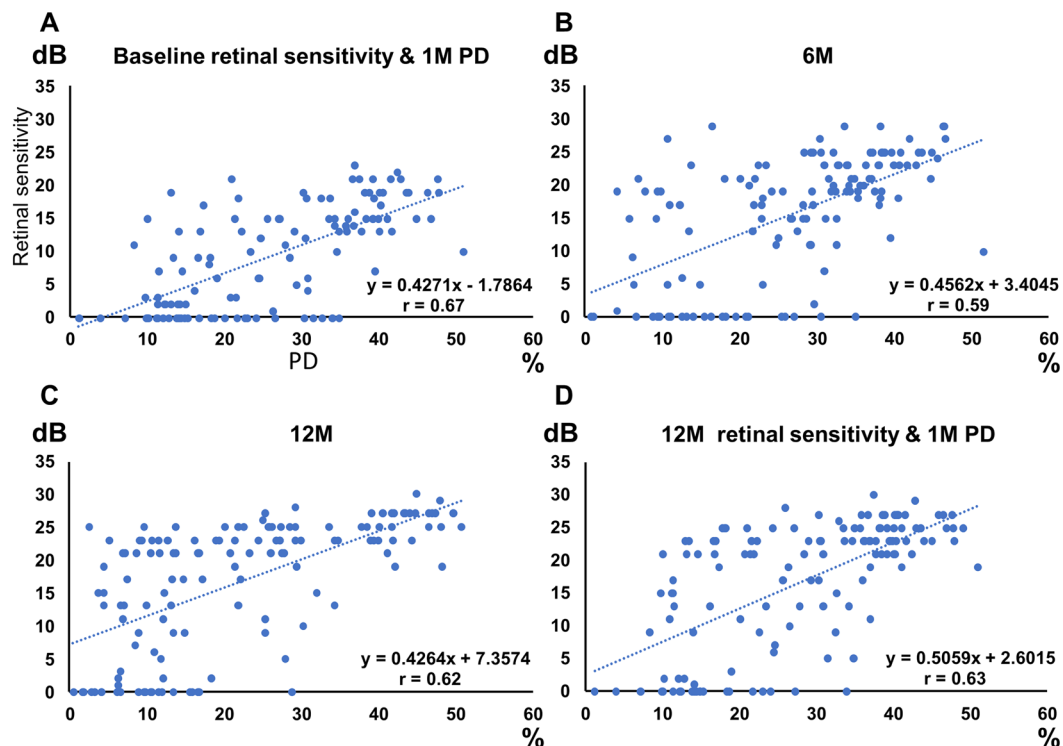 A
dB
Baseline retinal sensitivity & 1M PD
35
30
25
20
15
10
5
0
Retinal sensitivity
y = 0.4271x - 1.7864
r = 0.67
0 10 20 30 40 50 60
PD
%
B
dB
6M
35
30
25
20
15
10
5
0
y = 0.4562x + 3.4045
r = 0.59
0 10 20 30 40 50 60
%
C
dB
12M
35
30
25
20
15
10
5
0
y = 0.4264x + 7.3574
r = 0.62
0 10 20 30 40 50 60
%
D
dB
12M retinal sensitivity & 1M PD
35
30
25
20
15
10
5
0
y = 0.5059x + 2.6015
r = 0.63
0 10 20 30 40 50 60
%